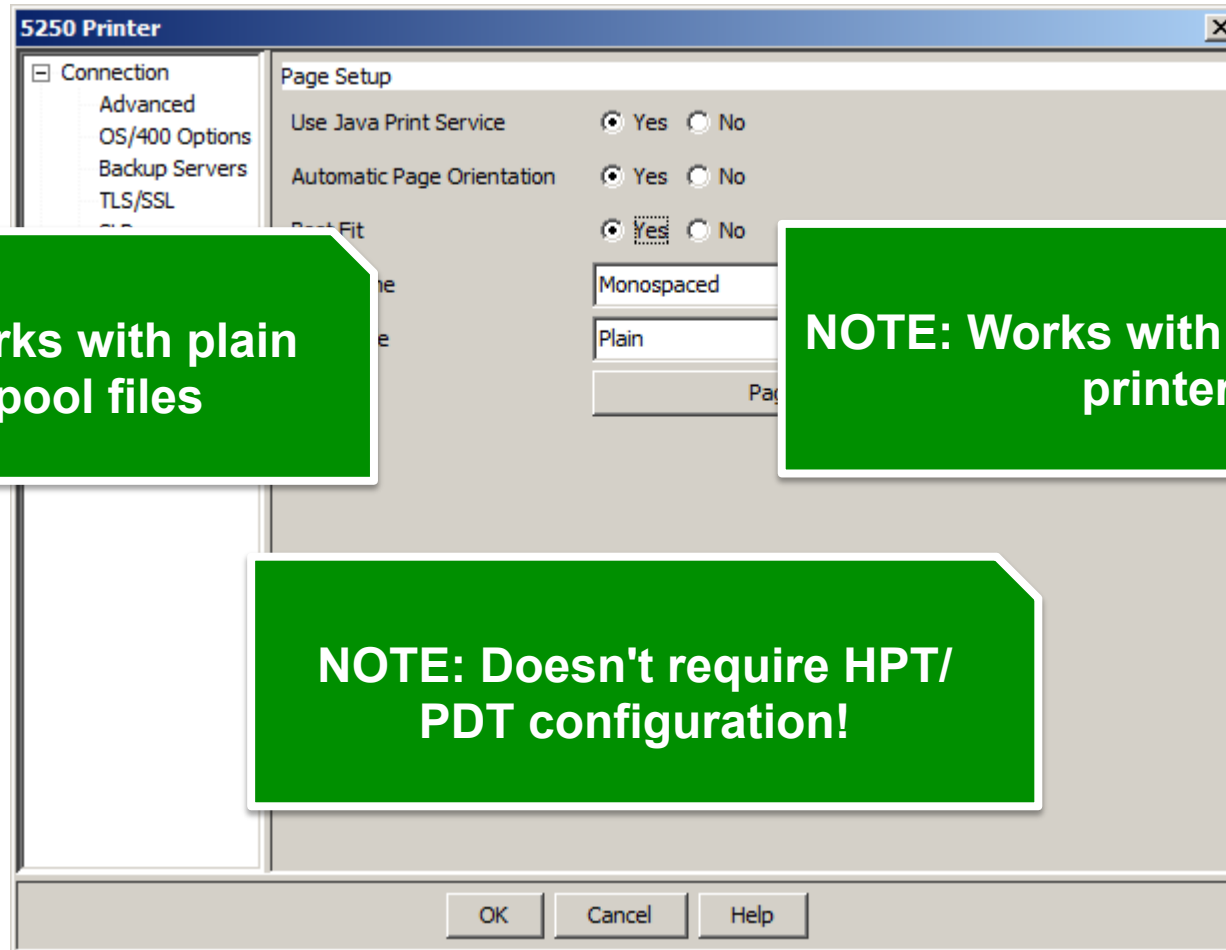 5250 Printer
Connection
Advanced
OS/400 Options
Backup Servers
TLS/SSL
Page Setup
Use Java Print Service Yes No
Automatic Page Orientation Yes No
Fit Yes No
Monospaced
Plain
rks with plain
pool files
NOTE: Works with
printer
NOTE: Doesn't require HPT/
PDT configuration!
OK Cancel Help